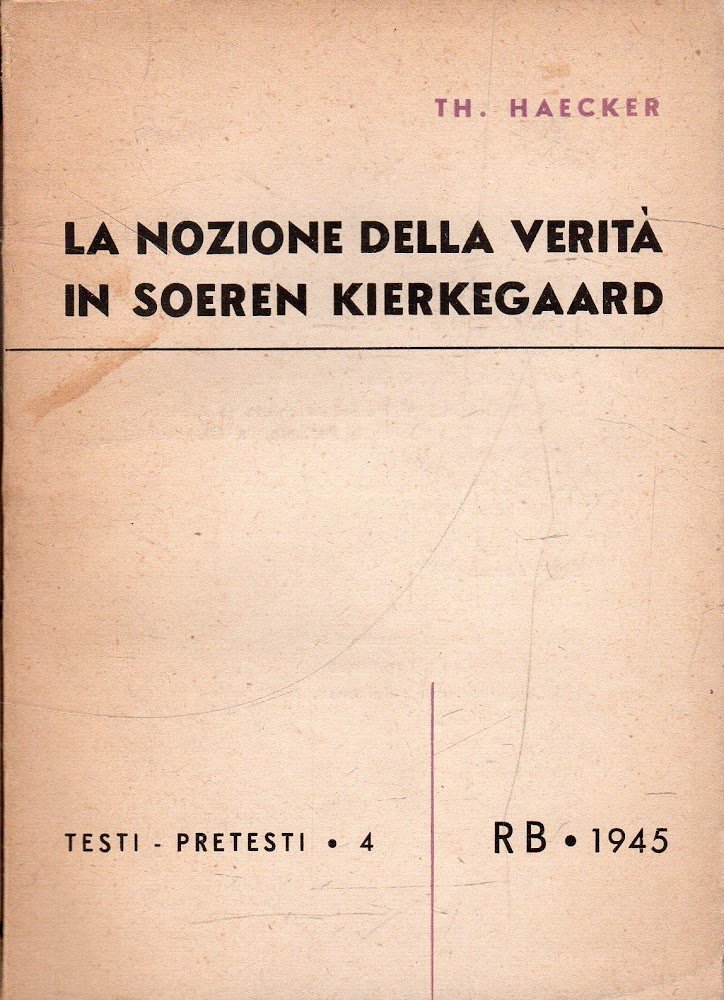 TH. HAECKER
LA NOZIONE DELLA VERITÀ
IN SOEREN KIERKEGAARD
TESTI - PRETESTI • 4
RB • 1945